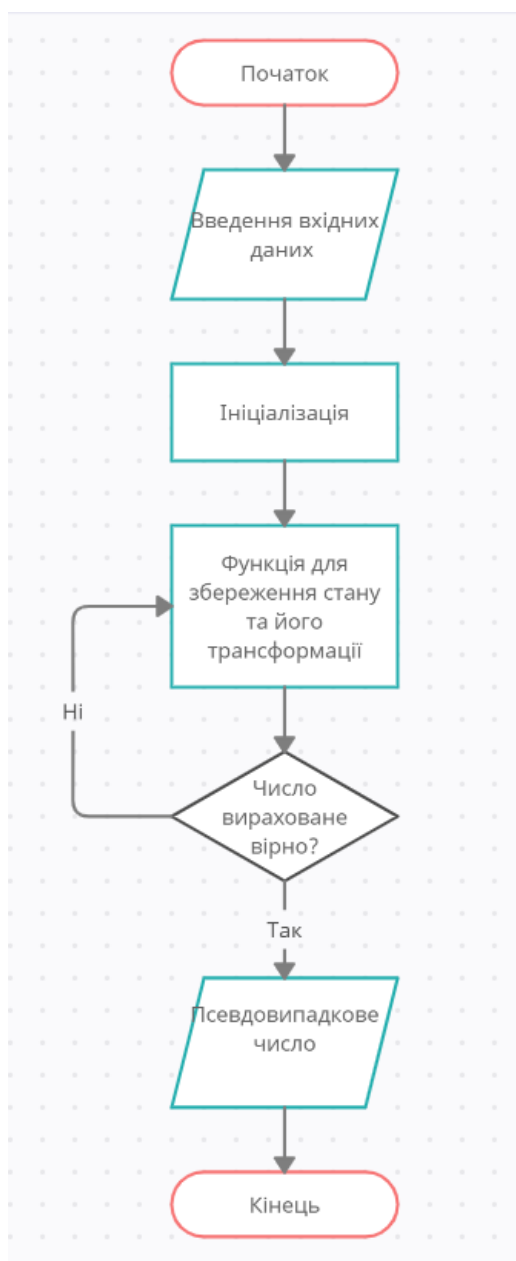 Початок
Введення вхідних
даних
Ініціалізація
Функція для
збереження стану
та його
трансформації
Ні
Число
вираховане
вірно?
Так
Псевдовипадкове
число
Кінець